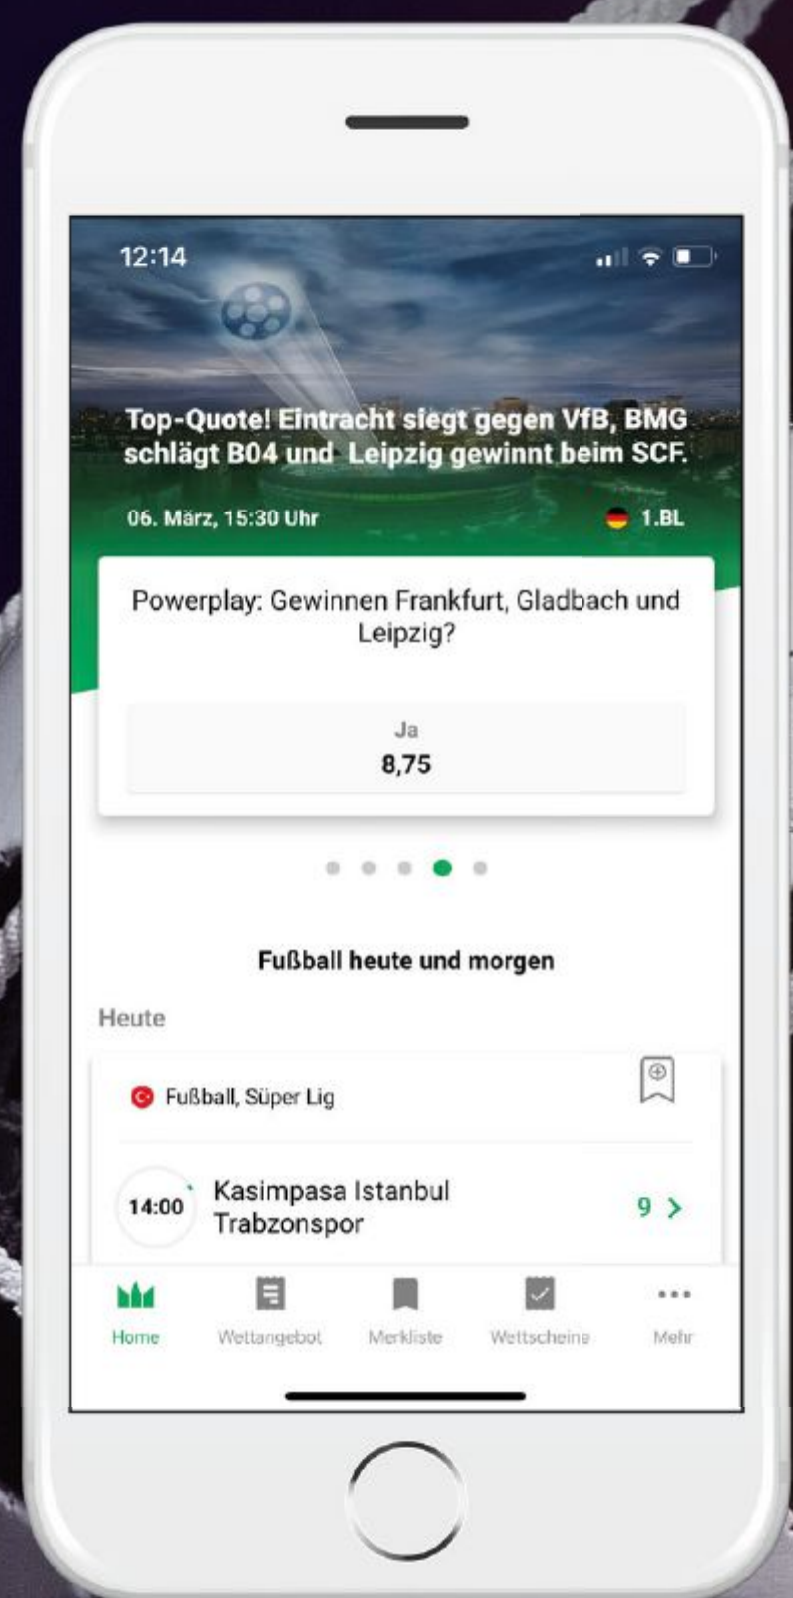 12:14
Top-Quote! Eintracht siegt gegen VfB, BMG
schlägt B04 und Leipzig gewinnt beim SCF.
06. März, 15:30 Uhr 1.BL
Powerplay: Gewinnen Frankfurt, Gladbach und
Leipzig?
Ja
8,75
Fußball heute und morgen
Heute
Fußball, Süper Lig
14:00
Kasimpasa Istanbul
Trabzonspor
9 >
Home Wettangebot Merkliste Wettscheine Mehr